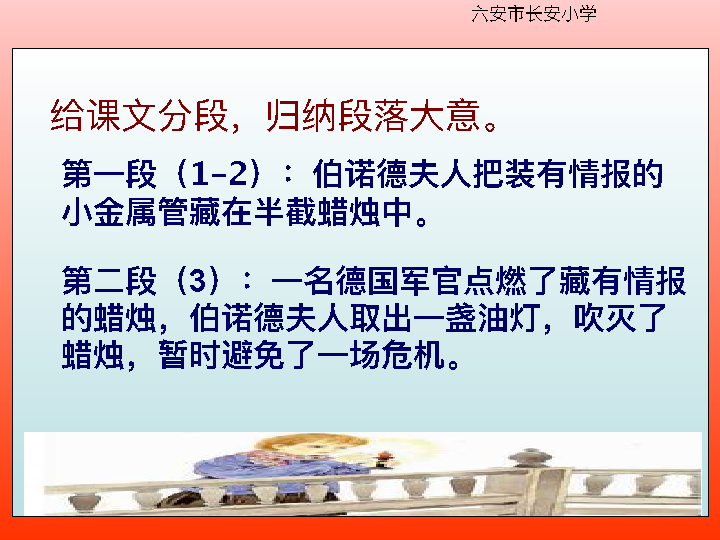 六安市长安小学
给课文分段，归纳段落大意。
第一段（1-2）：伯诺德夫人把装有情报的
小金属管藏在半截蜡烛中。
第二段（3）：一名德国军官点燃了藏有情报
的蜡烛，伯诺德夫人取出一盏油灯，吹灭了
蜡烛，暂时避免了一场危机。